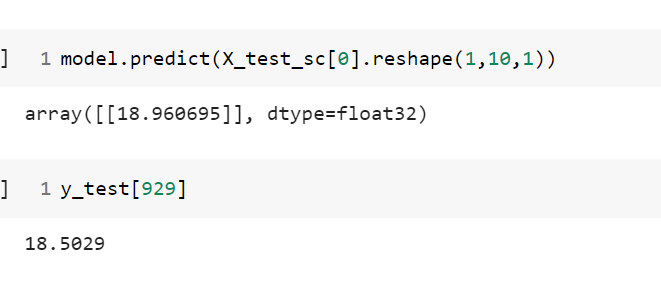 ] 1 model.predict(X_test_sc[0].reshape(1,10,1))
array([[18.960695]], dtype=float32)
] 1 y_test[929]
18.5029